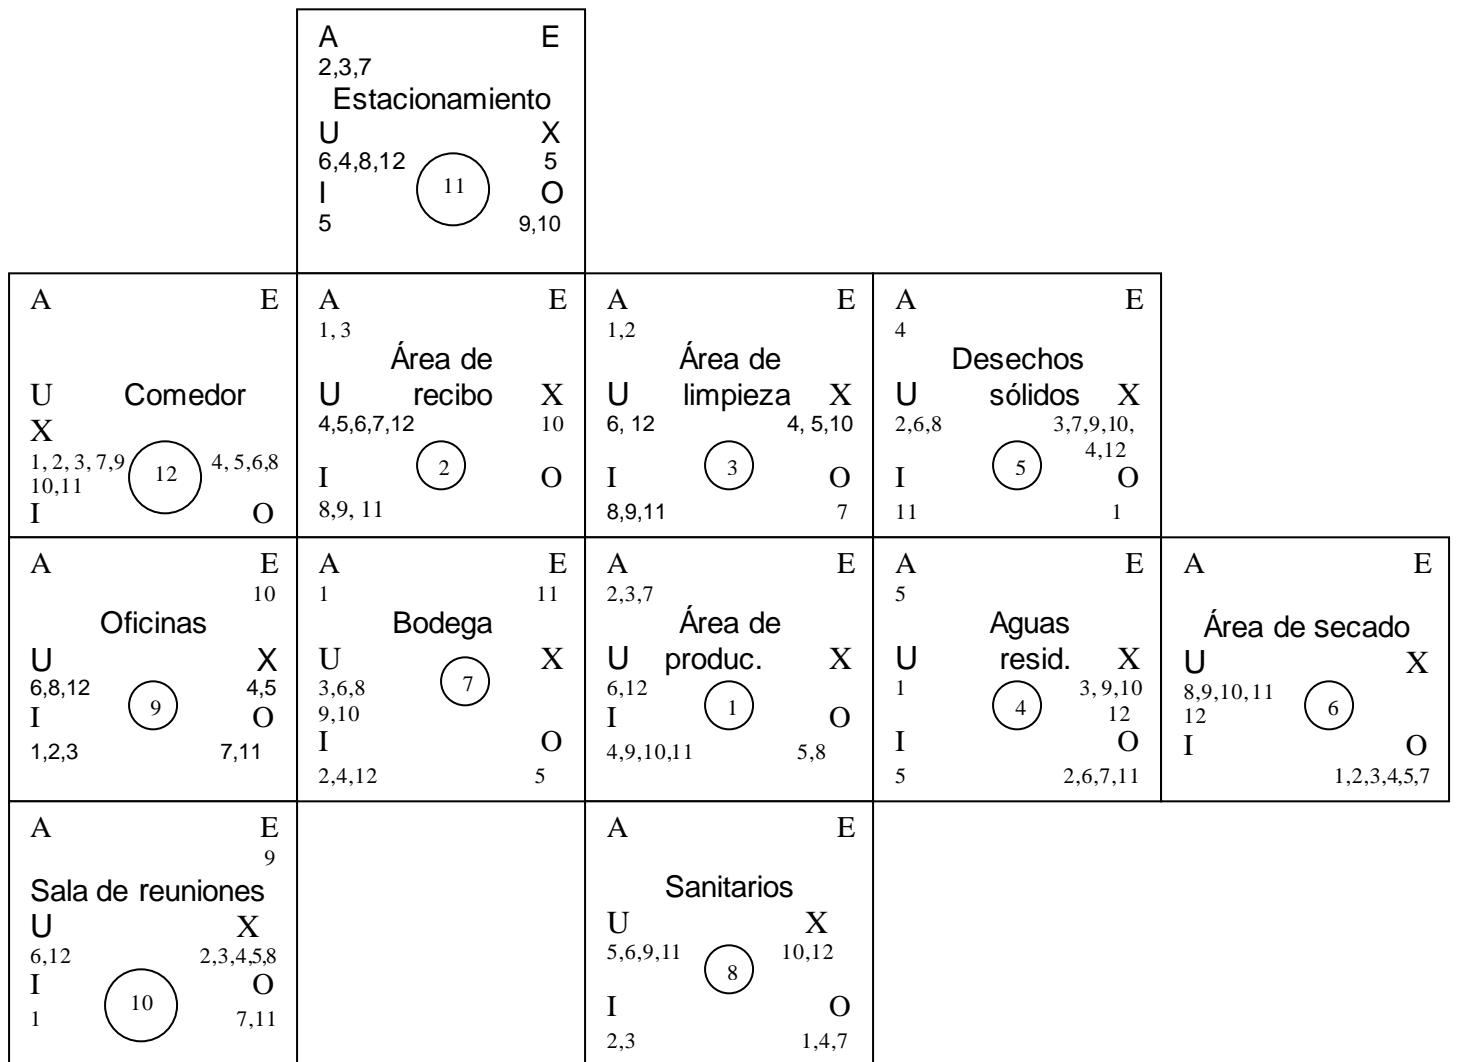 A E
2,3,7
Estacionamiento
U X
6,4,8,12 5
11
I O
5 9,10
A E
U Comedor
X
1, 2, 3, 7,9 4, 5,6,8
12
10,11
I O
A E
1, 3
Área de
U recibo X
4,5,6,7,12 10
2
I O
8,9, 11
A E
1,2
Área de
U limpieza X
6, 12 4, 5,10
3
I O
8,9,11 7
A E
4
Desechos
U sólidos X
2,6,8 3,7,9,10,
4,12
5
I O
11 1
A E
10
Oficinas
U X
6,8,12 4,5
9
I O
1,2,3 7,11
A E
1 11
Bodega
U X
3,6,8
7
9,10
I O
2,4,12 5
A E
2,3,7
Área de
U produc. X
6,12
1
I O
4,9,10,11 5,8
A E
5
Aguas
U resid. X
1 3, 9,10
4 12
I O
5 2,6,7,11
A E
Área de secado
U X
8,9,10, 11
12 6
I O
1,2,3,4,5,7
A E
9
Sala de reuniones
U X
6,12 2,3,4,5,8
I O
10
1 7,11
A E
Sanitarios
U X
5,6,9,11 10,12
8
I O
2,3 1,4,7